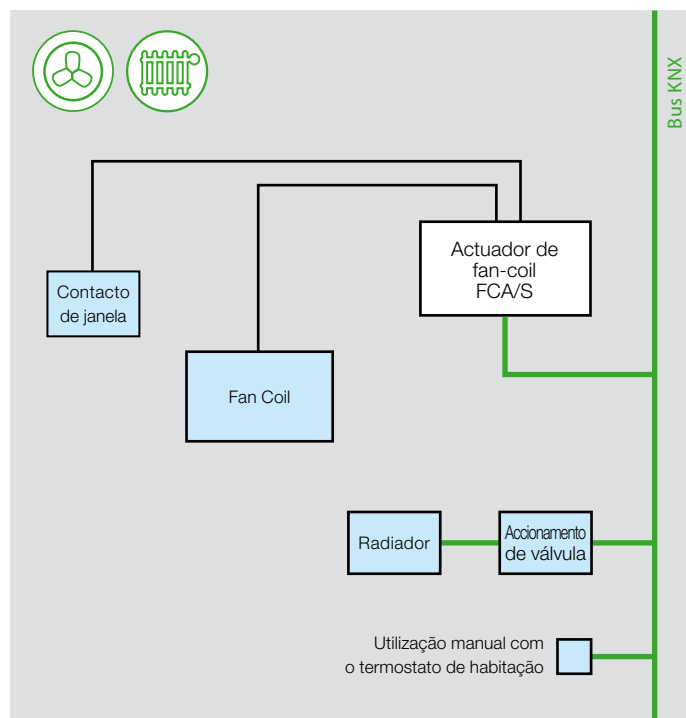 Bus KNX
Actuador de
fan-coil
FCA/S
Contacto
de janela
Fan Coil
Radiador
Accionamento
de válvula
Utilização manual com
o termostato de habitação